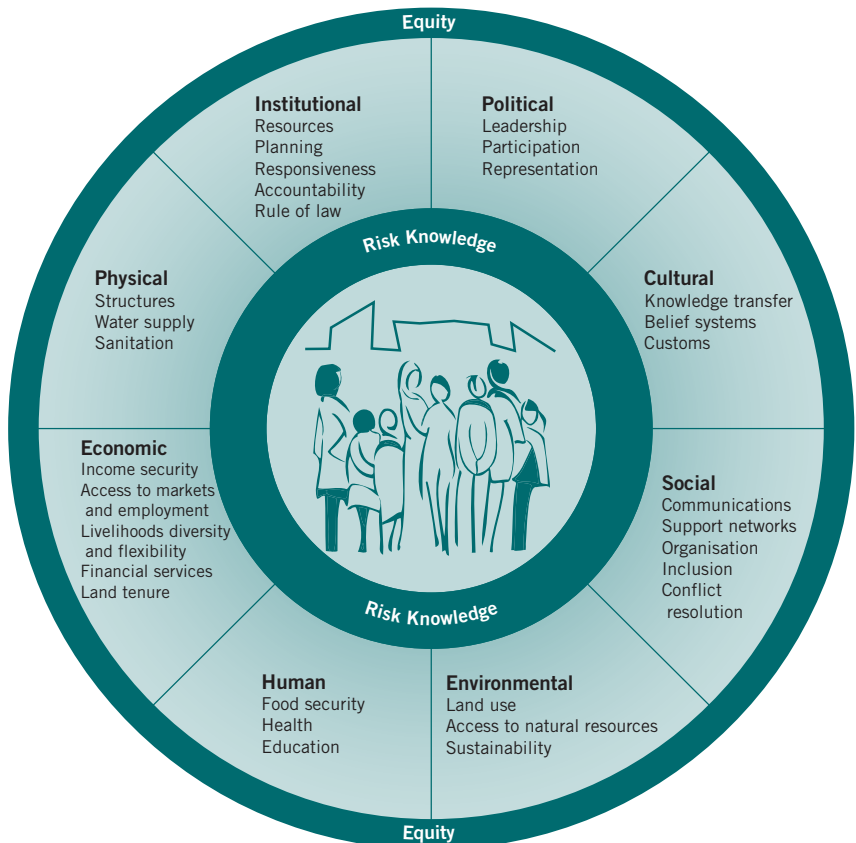 Equity
Institutional
Resources
Planning
Responsiveness
Accountability
Rule of law
Political
Leadership
Participation
Representation
Risk Knowledge
Physical
Structures
Water supply
Sanitation
Cultural
Knowledge transfer
Belief systems
Customs
Economic
Income security
Access to markets
and employment
Livelihoods diversity
and flexibility
Financial services
Land tenure
Social
Communications
Support networks
Organisation
Inclusion
Conflict
resolution
Risk Knowledge
Human
Food security
Health
Education
Environmental
Land use
Access to natural resources
Sustainability
Equity